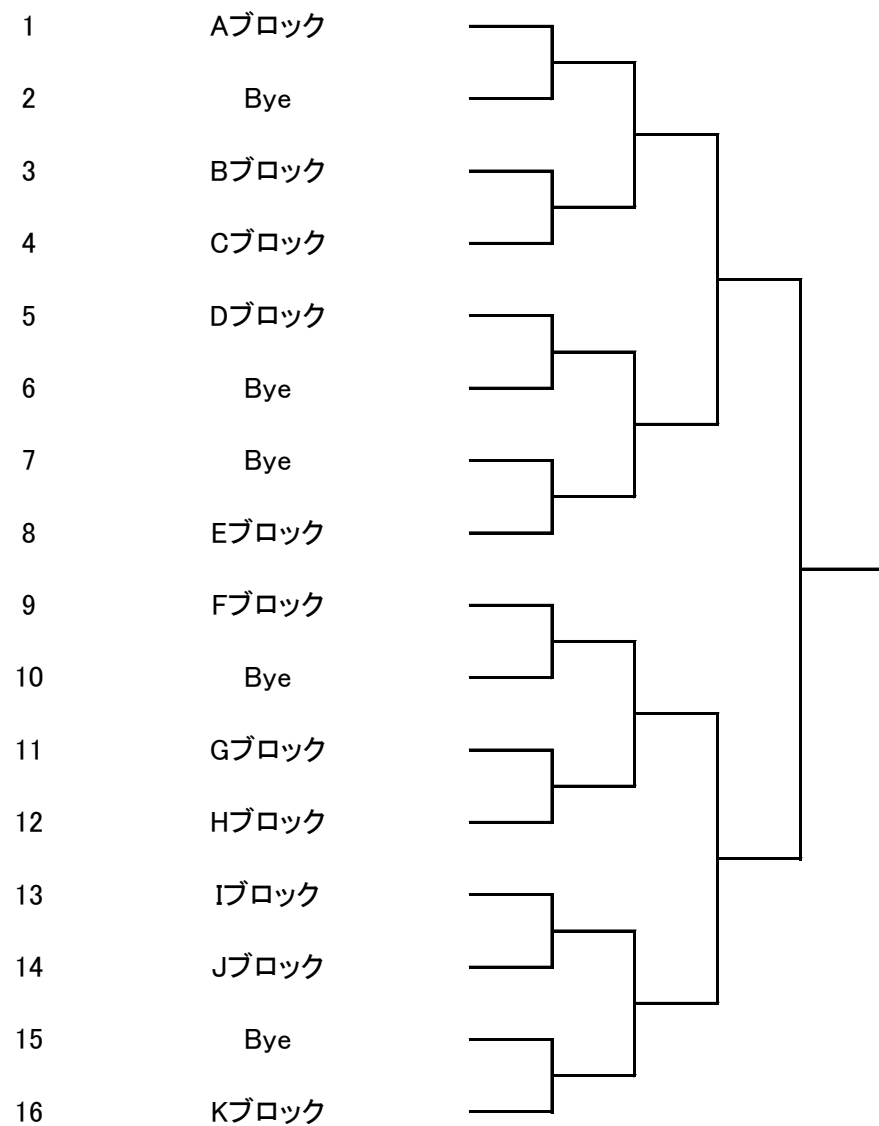 1 Aブロック
2 Bye
3 Bブロック
4 Cブロック
5 Dブロック
6 Bye
7 Bye
8 Eブロック
9 Fブロック
10 Bye
11 Gブロック
12 Hブロック
13 Iブロック
14 Jブロック
15 Bye
16 Kブロック